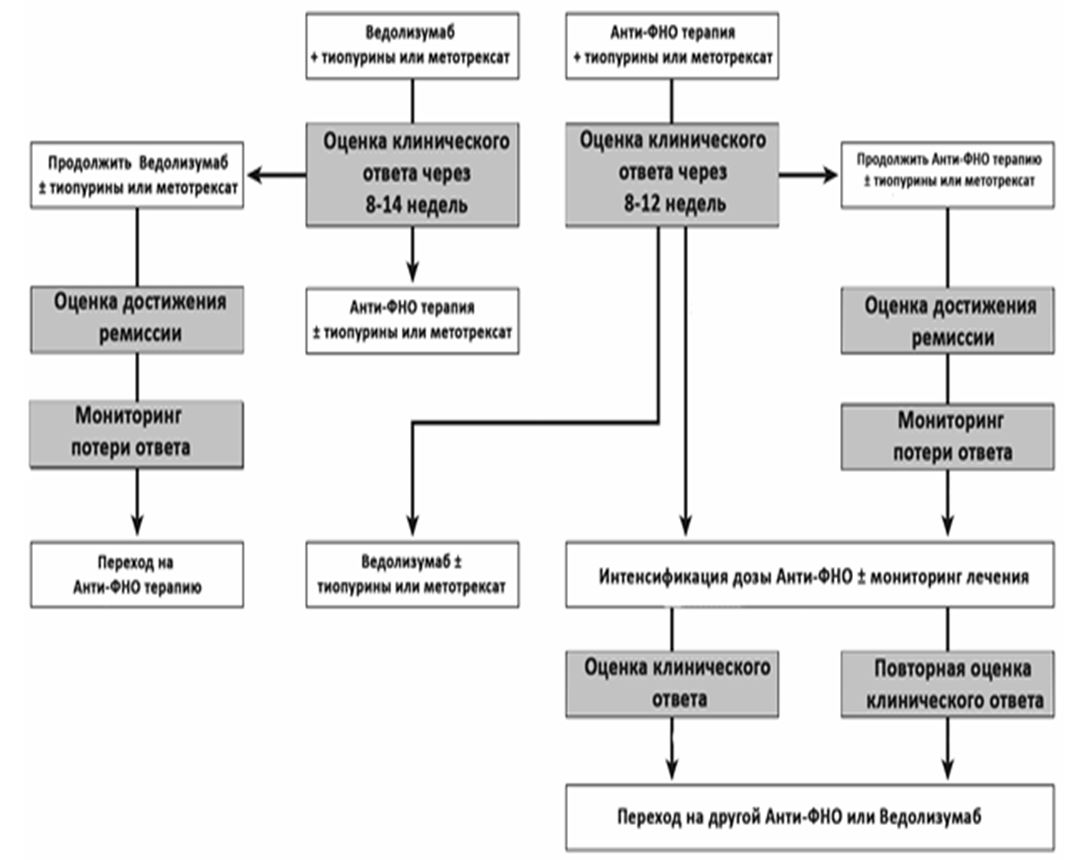 Ведолизумаб
+ тиопурины или метотрексат
Анти-ФНО терапия
+ тиопурины или метотрексат
Оценка клинического
ответа через
8-14 недель
Оценка клинического
ответа через
8-12 недель
Продолжить Ведолизумаб
± тиопурины или метотрексат
Продолжить Анти-ФНО терапию
± тиопурины или метотрексат
Анти-ФНО терапия
± тиопурины или метотрексат
Оценка достижения
ремиссии
Оценка достижения
ремиссии
Мониторинг
потери ответа
Мониторинг
потери ответа
Переход на
Анти-ФНО терапию
Ведолизумаб ±
тиопурины или метотрексат
Интенсификация дозы Анти-ФНО ± мониторинг лечения
Оценка клинического
ответа
Повторная оценка
клинического ответа
Переход на другой Анти-ФНО или Ведолизумаб